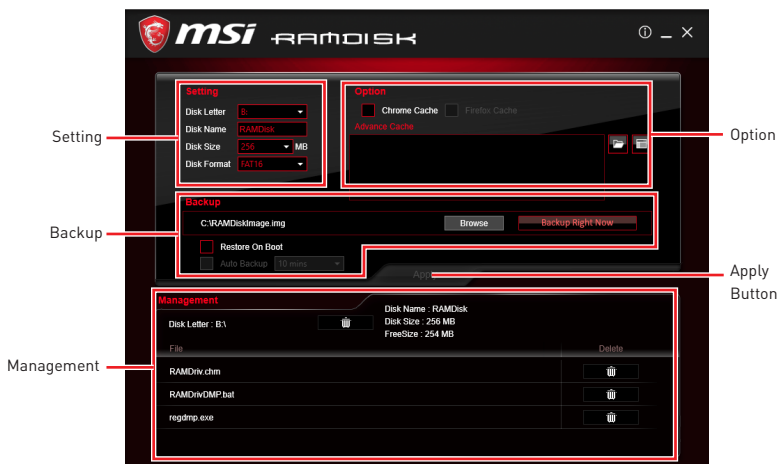 msi RAMDISK
Setting
Disk Letter B:
Disk Name RAMDisk
Disk Size 256 MB
Disk Format FAT16
Option
Chrome Cache Firefox Cache
Advance Cache
Setting
Option
Backup
C:\RAMDiskImage.img Browse Backup Right Now
Restore On Boot
Auto Backup 10 mins
Backup
Apply
Apply
Button
Management
Disk Letter : B:\
Disk Name : RAMDisk
Disk Size : 256 MB
FreeSize : 254 MB
File Delete
Management
RAMDriv.chm
RAMDrivDMP.bat
regdmp.exe